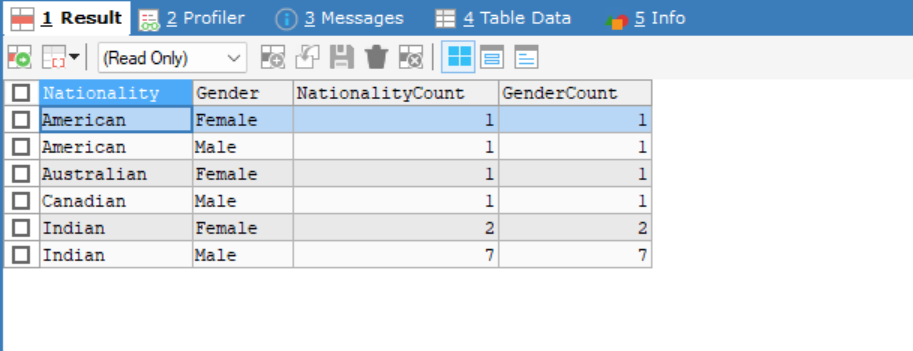 1 Result 2 Profiler 3 Messages 4 Table Data 5 Info
(Read Only)
Nationality Gender NationalityCount GenderCount
American Female 1 1
American Male 1 1
Australian Female 1 1
Canadian Male 1 1
Indian Female 2 2
Indian Male 7 7